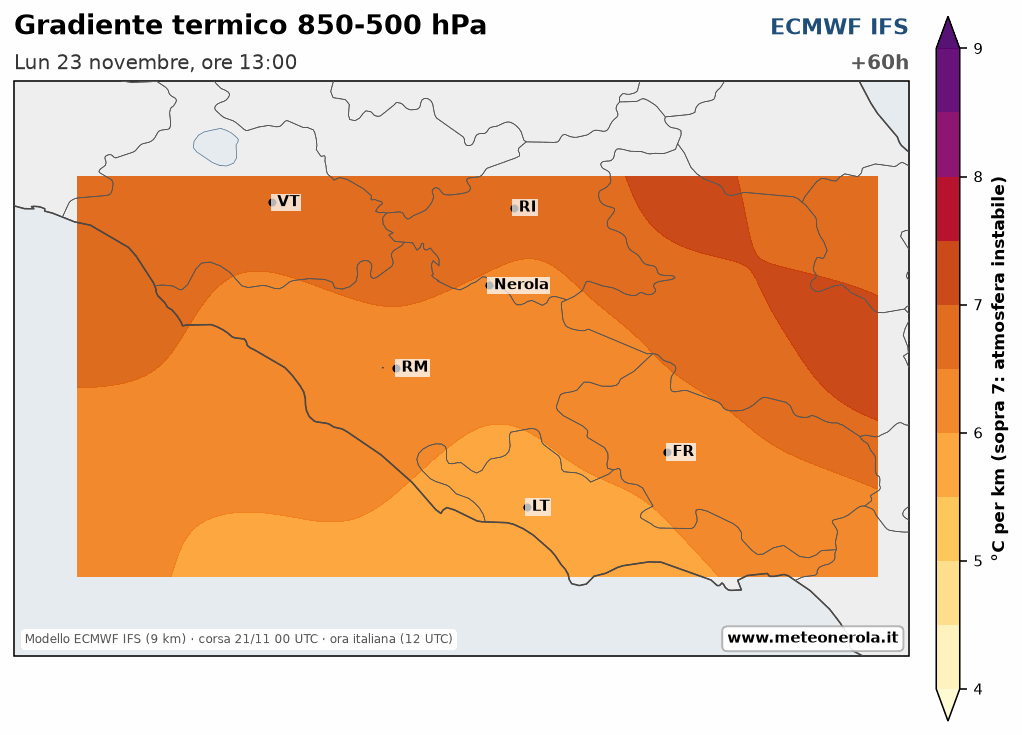 Gradiente termico 850-500 hPa
ECMWF IFS
Lun 23 novembre, ore 13:00
+60h
VT
RI
Nerola
RM
FR
LT
Modello ECMWF IFS (9 km) · corsa 21/11 00 UTC · ora italiana (12 UTC)
www.meteonerola.it
9
8
7
6
5
4
°C per km (sopra 7: atmosfera instabile)